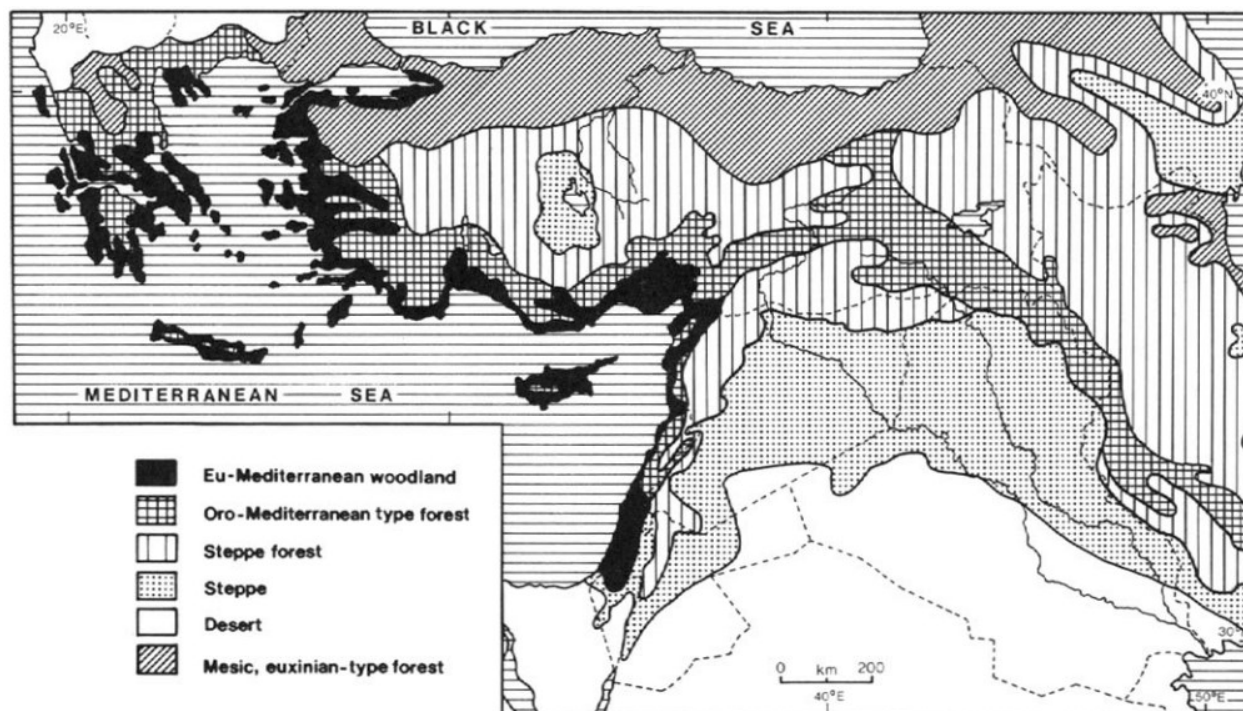 20°E
BLACK SEA
40°N
MEDITERRANEAN SEA
Eu-Mediterranean woodland
Oro-Mediterranean type forest
Steppe forest
Steppe
Desert
Mesic, euxinian-type forest
0 km 200
40°E
30°
50°E